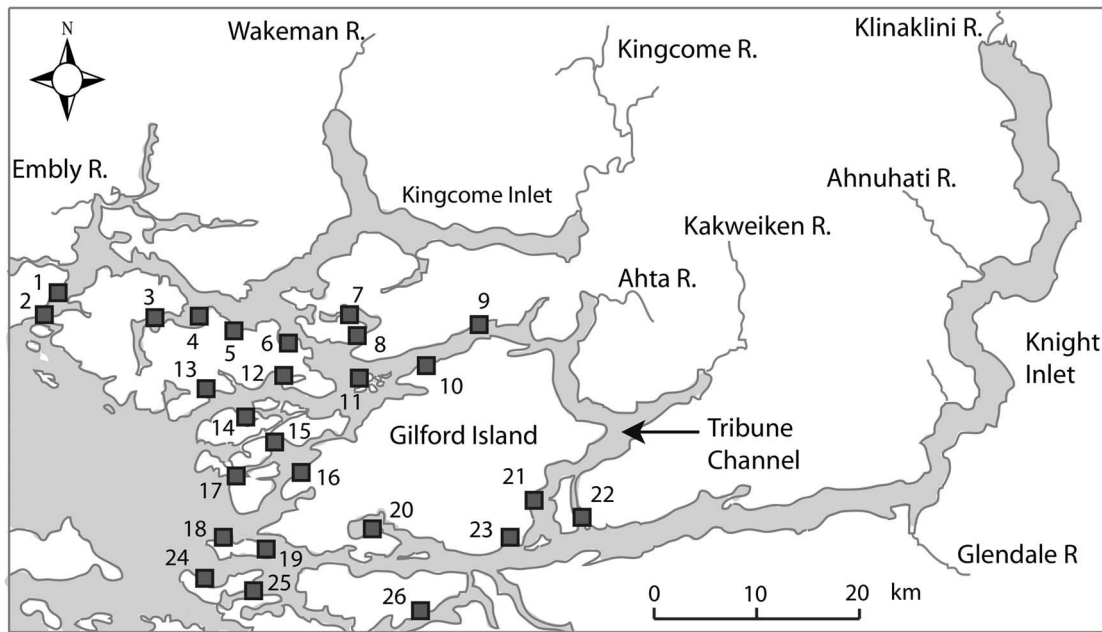 N
Wakeman R.
Kingcome R.
Klinaklini R.
Embly R.
Kingcome Inlet
Ahnuhati R.
Kakweiken R.
Ahta R.
1
2
3
4
5
6
7
8
9
10
11
12
13
14
15
16
17
Knight
Inlet
Gilford Island
Tribune
Channel
18
19
20
21
22
23
24
25
26
Glendale R
0
10
20
km